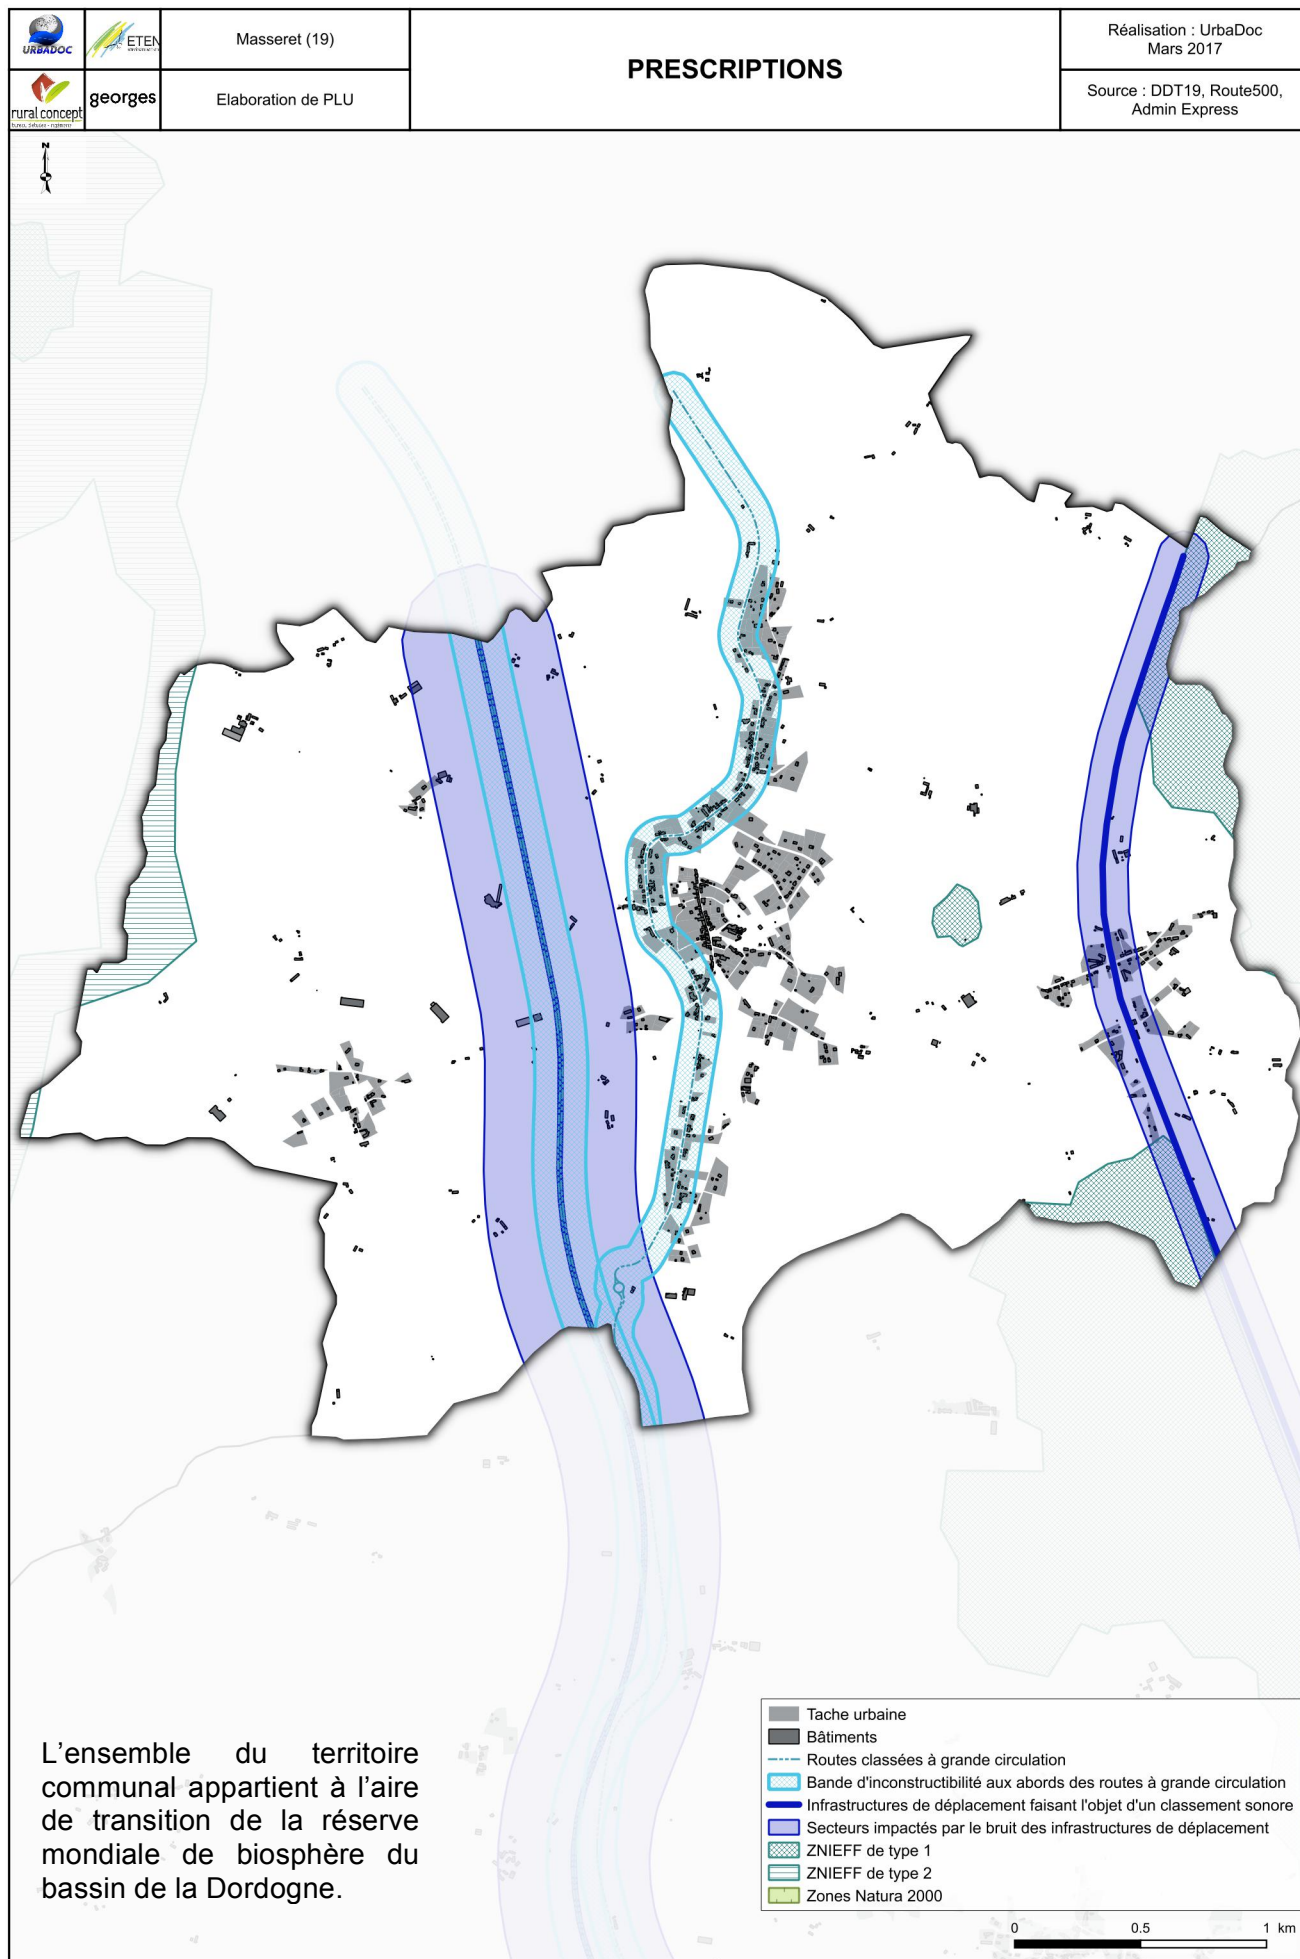 URBADOC
ETEN
Masseret (19)
rural concept
georges
Elaboration de PLU
PRESCRIPTIONS
Réalisation : UrbaDoc
Mars 2017
Source : DDT19, Route500,
Admin Express
N
L'ensemble du territoire
communal appartient à l'aire
de transition de la réserve
mondiale de biosphère du
bassin de la Dordogne.
Tache urbaine
Bâtiments
Routes classées à grande circulation
Bande d'inconstructibilité aux abords des routes à grande circulation
Infrastructures de déplacement faisant l'objet d'un classement sonore
Secteurs impactés par le bruit des infrastructures de déplacement
ZNIEFF de type 1
ZNIEFF de type 2
Zones Natura 2000
0 0.5 1 km